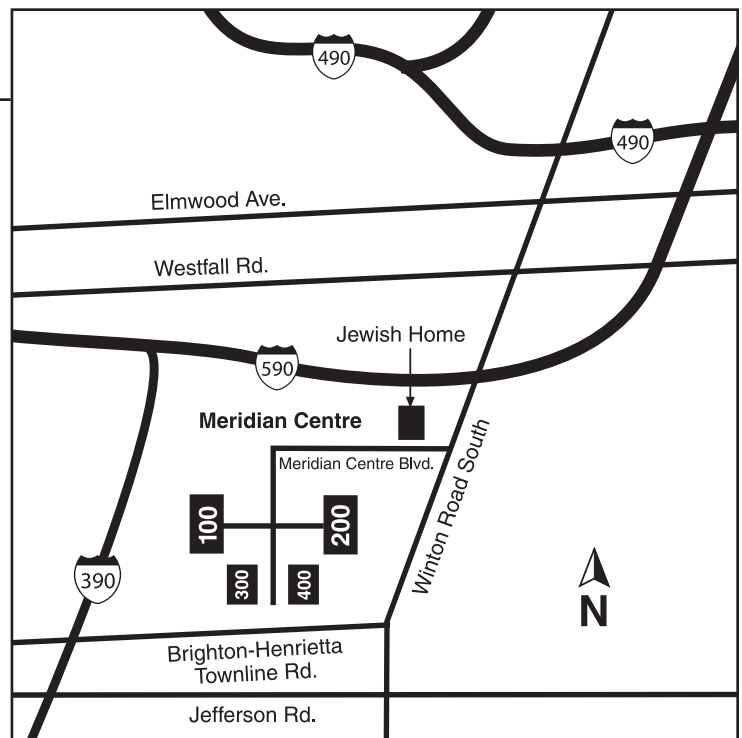 490
490
Elmwood Ave.
Westfall Rd.
Jewish Home
590
Meridian Centre
Meridian Centre Blvd.
Winton Road South
100
200
300
400
390
N
Brighton-Henrietta
Townline Rd.
Jefferson Rd.